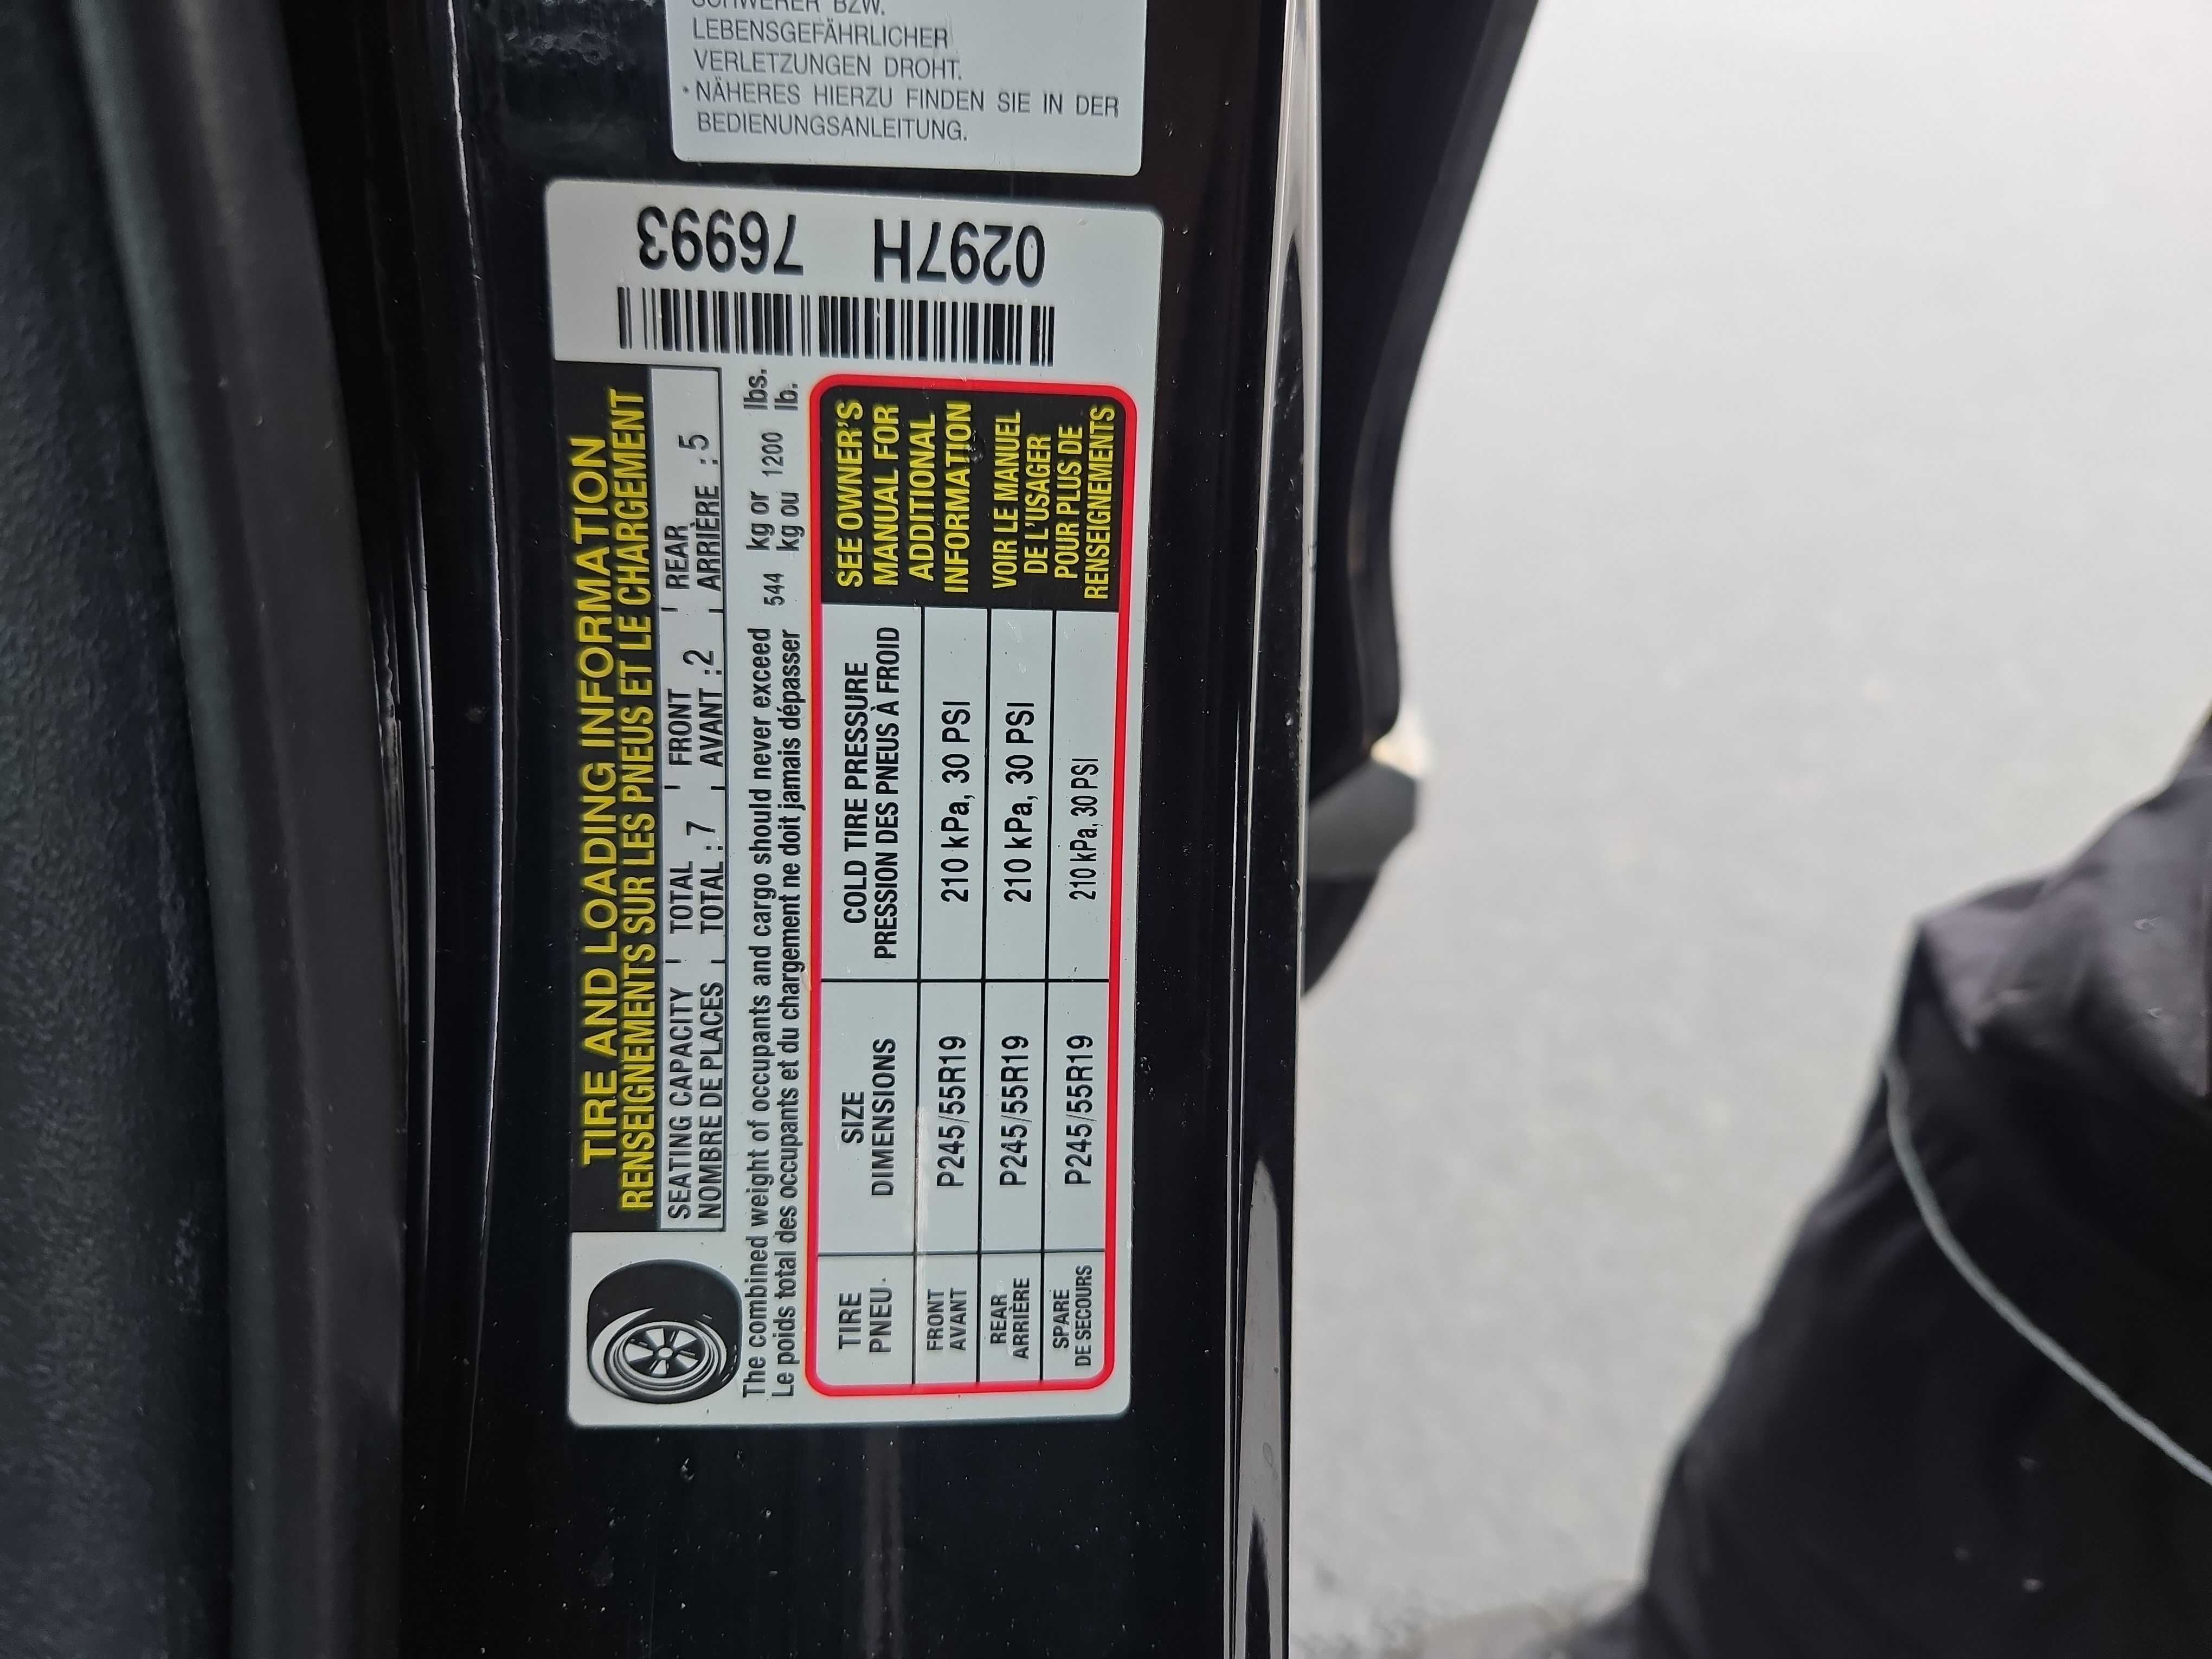 LEBENSGEFÄHRLICHER
VERLETZUNGEN DROHT.
• NÄHERES HIERZU FINDEN SIE IN DER
BEDIENUNGSANLEITUNG.
TIRE AND LOADING INFORMATION
RENSEIGNEMENTS SUR LES PNEUS ET LE CHARGEMENT
SEATING CAPACITY TOTAL FRONT REAR
NOMBRE DE PLACES TOTAL : 7 AVANT : 2 ARRIÈRE : 5
The combined weight of occupants and cargo should never exceed 544 kg or 1200 lbs.
Le poids total des occupants et du chargement ne doit jamais dépasser kg ou lb.
TIRE SIZE COLD TIRE PRESSURE
PNEU DIMENSIONS PRESSION DES PNEUS À FROID
FRONT
AVANT P245/55R19 210 kPa, 30 PSI
REAR
ARRIÈRE P245/55R19 210 kPa, 30 PSI
SPARE
DE SECOURS P245/55R19 210 kPa, 30 PSI
SEE OWNER'S
MANUAL FOR
ADDITIONAL
INFORMATION
VOIR LE MANUEL
DE L'USAGER
POUR PLUS DE
RENSEIGNEMENTS
0297H 76993